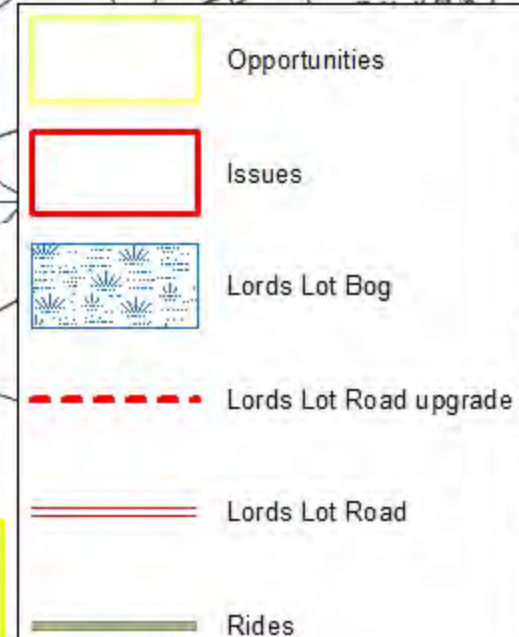 Opportunities
Issues
Lords Lot Bog
Lords Lot Road upgrade
Lords Lot Road
Rides